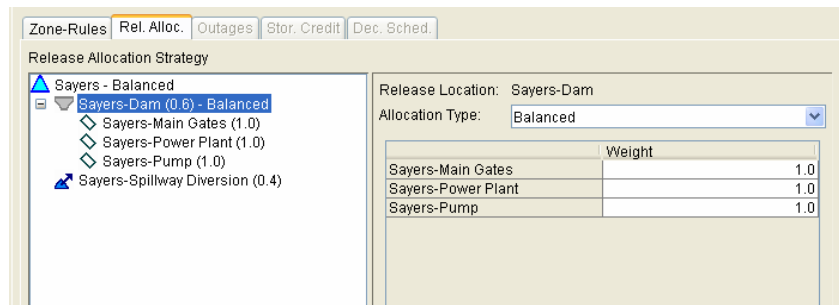 Zone-Rules Rel. Alloc. Outages Stor. Credit Dec. Sched.
Release Allocation Strategy
Sayers - Balanced
Sayers-Dam (0.6) - Balanced
Sayers-Main Gates (1.0)
Sayers-Power Plant (1.0)
Sayers-Pump (1.0)
Sayers-Spillway Diversion (0.4)
Release Location: Sayers-Dam
Allocation Type: Balanced
Weight
Sayers-Main Gates 1.0
Sayers-Power Plant 1.0
Sayers-Pump 1.0